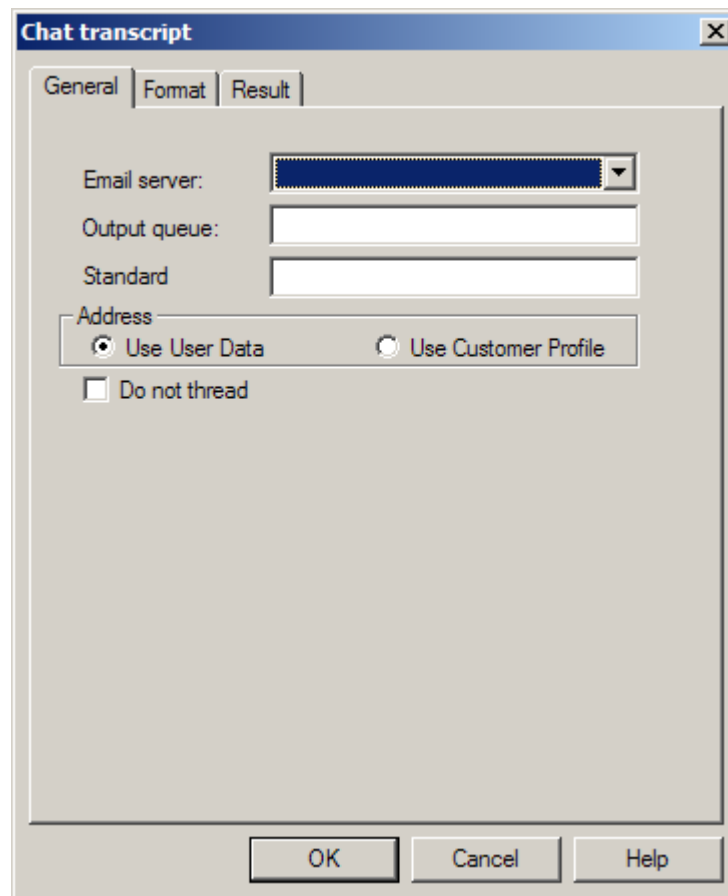 Chat transcript
General Format Result
Email server:
Output queue:
Standard
Address
Use User Data Use Customer Profile
Do not thread
OK Cancel Help